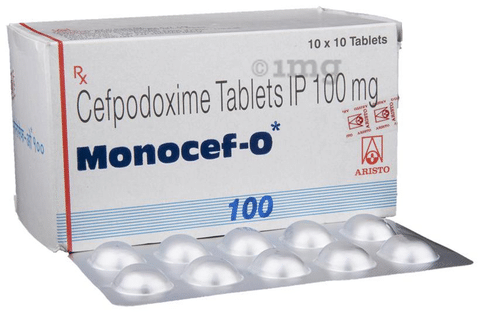 10 x 10 Tablets
Rx
©1mg
Cefpodoxime Tablets IP 100 mg
Monocef-O*
ARISTO
100